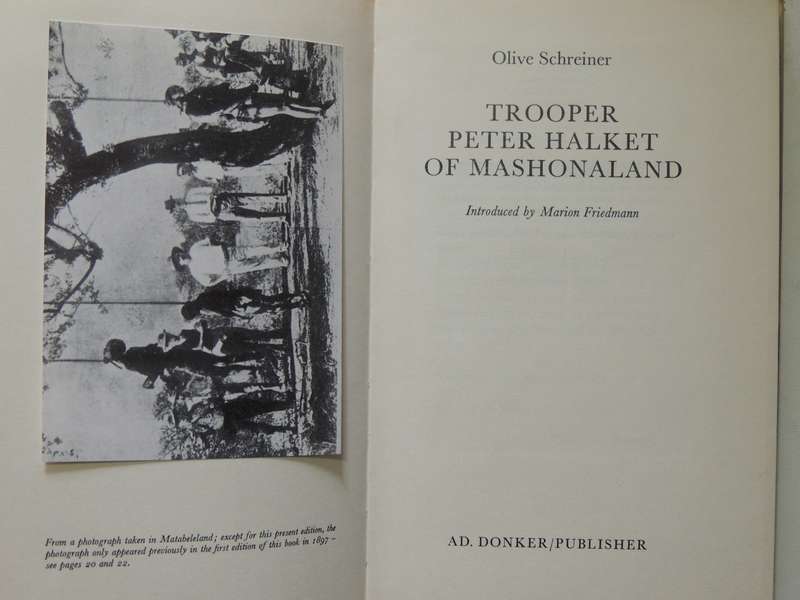 From a photograph taken in Matabeleland; except for this present edition, the
photograph only appeared previously in the first edition of this book in 1897 –
see pages 20 and 22.
Olive Schreiner
TROOPER
PETER HALKET
OF MASHONALAND
Introduced by Marion Friedmann
AD. DONKER/PUBLISHER